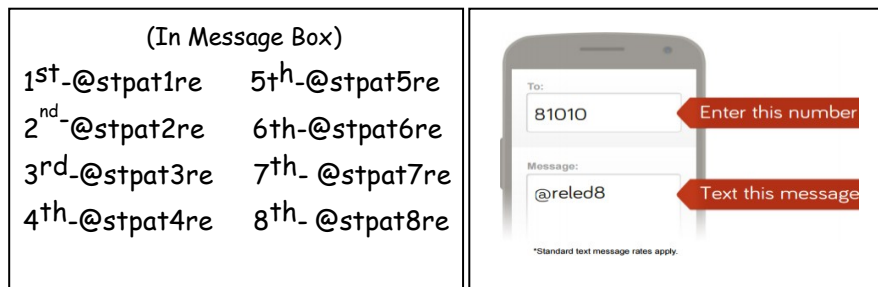 (In Message Box)
1st-@stpat1re 5th-@stpat5re
2nd-@stpat2re 6th-@stpat6re
3rd-@stpat3re 7th- @stpat7re
4th-@stpat4re 8th- @stpat8re
To:
81010
Enter this number
Message:
@reled8
Text this message
*Standard text message rates apply.